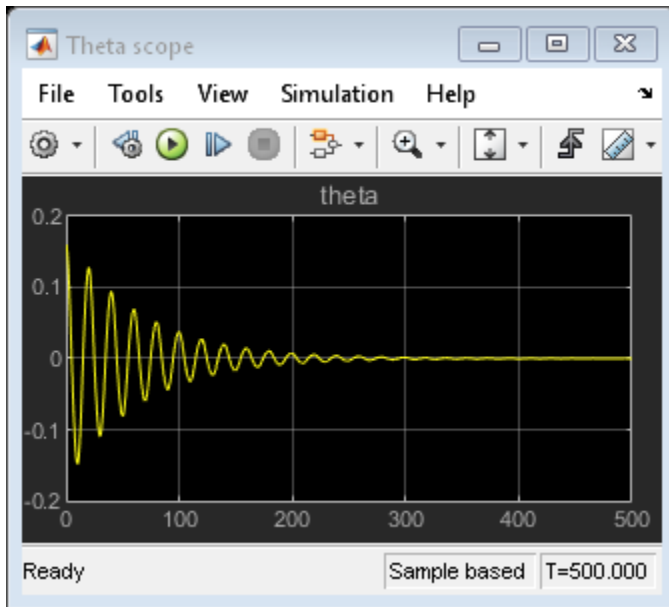 Theta scope
File Tools View Simulation Help
theta
0.2
0.1
0
-0.1
-0.2
0 100 200 300 400 500
Ready Sample based T=500.000